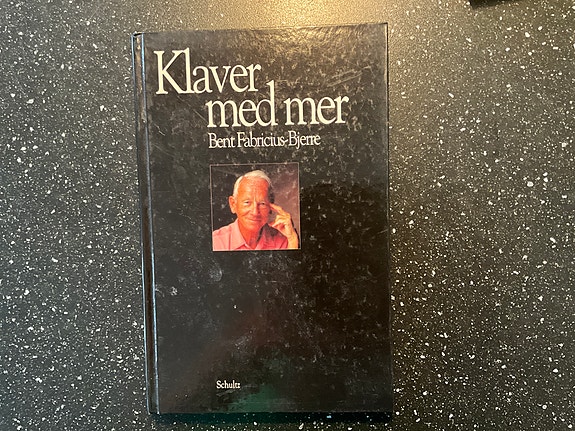 Klaver
med mer
Bent Fabricius-Bjerre
Schultz